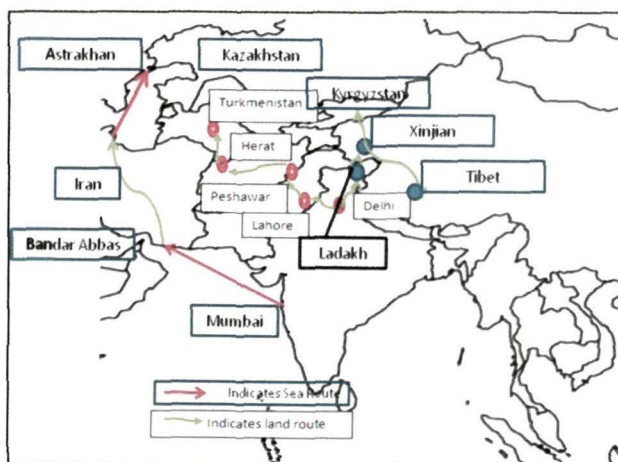 Astrakhan
Kazakhstan
Turkmenistan
Kyrgyzstan
Herat
Xinjian
Iran
Peshawar
Delhi
Tibet
Lahore
Bandar Abbas
Ladakh
Mumbai
Indicates Sea Route
Indicates land route